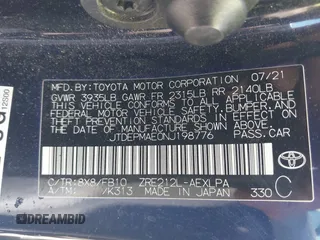 MFD. BY: TOYOTA MOTOR CORPORATION 07/21
GVWR 3935LB GAWR FR 2315LB RR 2140LB
THIS VEHICLE CONFORMS TO ALL APPLICABLE
FEDERAL MOTOR VEHICLE SAFETY, BUMPER, AND
THEFT PREVENTION STANDARDS IN EFFECT ON
THE DATE OF MANUFACTURE SHOWN ABOVE.
JTDEPMAE0NJ198776 PASS. CAR
C/TR: 8X8/FB10 ZRE212L-AEXLPA
A/TM: /K313 MADE IN JAPAN 330 C
TOYOTA
DREAMBID